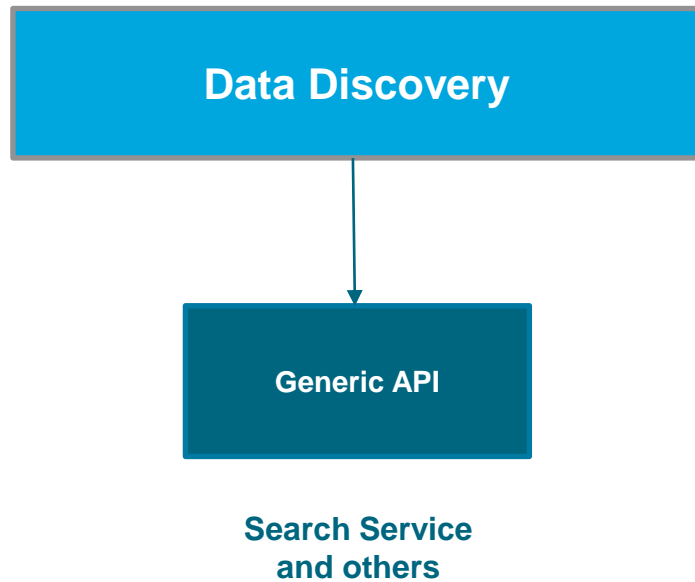 Data Discovery
Generic API
Search Service
and others